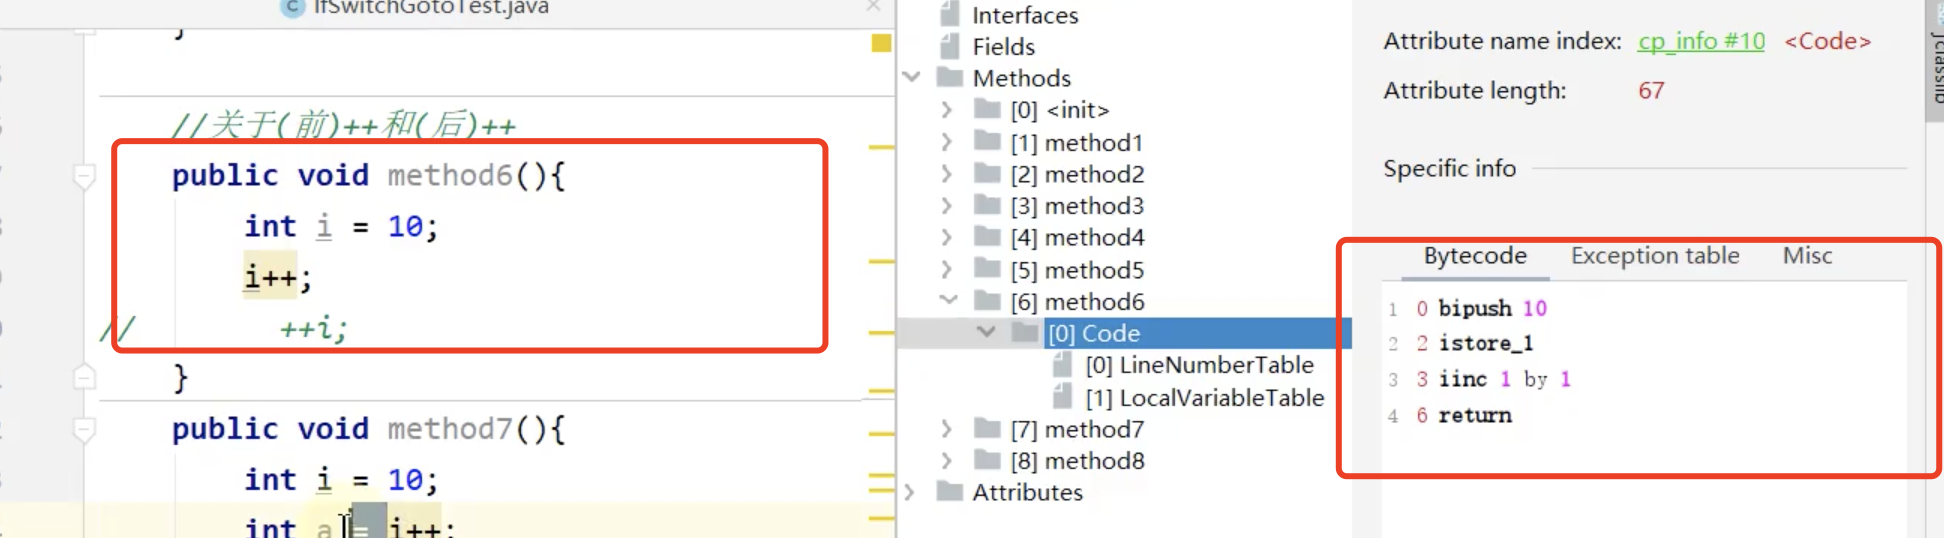 IfSwitchGotoTest.java
}
//关于(前)++和(后)++
public void method6(){
int i = 10;
i++;
// ++i;
}
public void method7(){
int i = 10;
int a = i++;
Interfaces
Fields
Methods
[0] <init>
[1] method1
[2] method2
[3] method3
[4] method4
[5] method5
[6] method6
[0] Code
[0] LineNumberTable
[1] LocalVariableTable
[7] method7
[8] method8
Attributes
Attribute name index: cp_info #10 <Code>
Attribute length: 67
Specific info
Bytecode Exception table Misc
1 0 bipush 10
2 2 istore_1
3 3 iinc 1 by 1
4 6 return
jclasslib